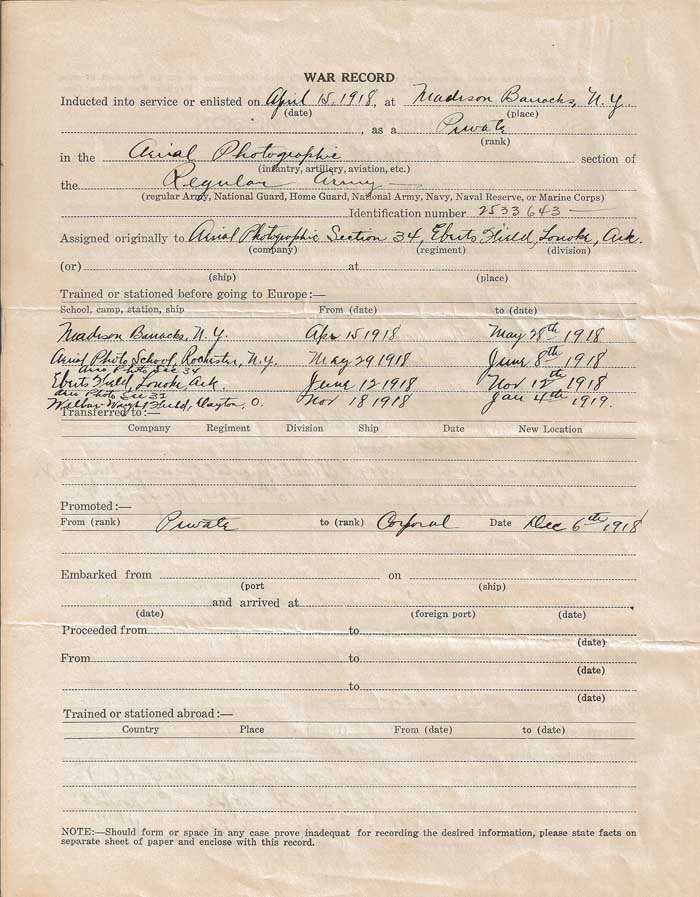 WAR RECORD
Inducted into service or enlisted on April 15, 1918, at Madison Barracks, N.Y.
(date) (place)
, as a Private
(rank)
in the Aerial Photographic section of
(infantry, artillery, aviation, etc.)
the Regular Army
(regular Army, National Guard, Home Guard, National Army, Navy, Naval Reserve, or Marine Corps)
Identification number 2533643
Assigned originally to Aerial Photographic Section 34, Eberts Field, Lonoke, Ark.
(company) (regiment) (division)
(or) at
(ship) (place)
Trained or stationed before going to Europe:—
School, camp, station, ship From (date) to (date)
Madison Barracks, N.Y. Apr 15 1918 May 28th 1918
Aerial Photo School, Rochester, N.Y. May 29 1918 June 8th 1918
Photo Sec 34
Eberts Field, Lonoke, Ark. June 12 1918 Nov 12th 1918
Photo Sec
Wilbur Wright Field, Dayton, O. Nov 18 1918 Jan 4th 1919.
Transferred to:—
Company Regiment Division Ship Date New Location
Promoted:—
From (rank) Private to (rank) Corporal Date Dec 6th 1918
Embarked from on
(port (ship)
and arrived at
(date) (foreign port) (date)
Proceeded from to
(date)
From to
(date)
to
(date)
Trained or stationed abroad:—
Country Place From (date) to (date)
NOTE:—Should form or space in any case prove inadequat for recording the desired information, please state facts on
separate sheet of paper and enclose with this record.